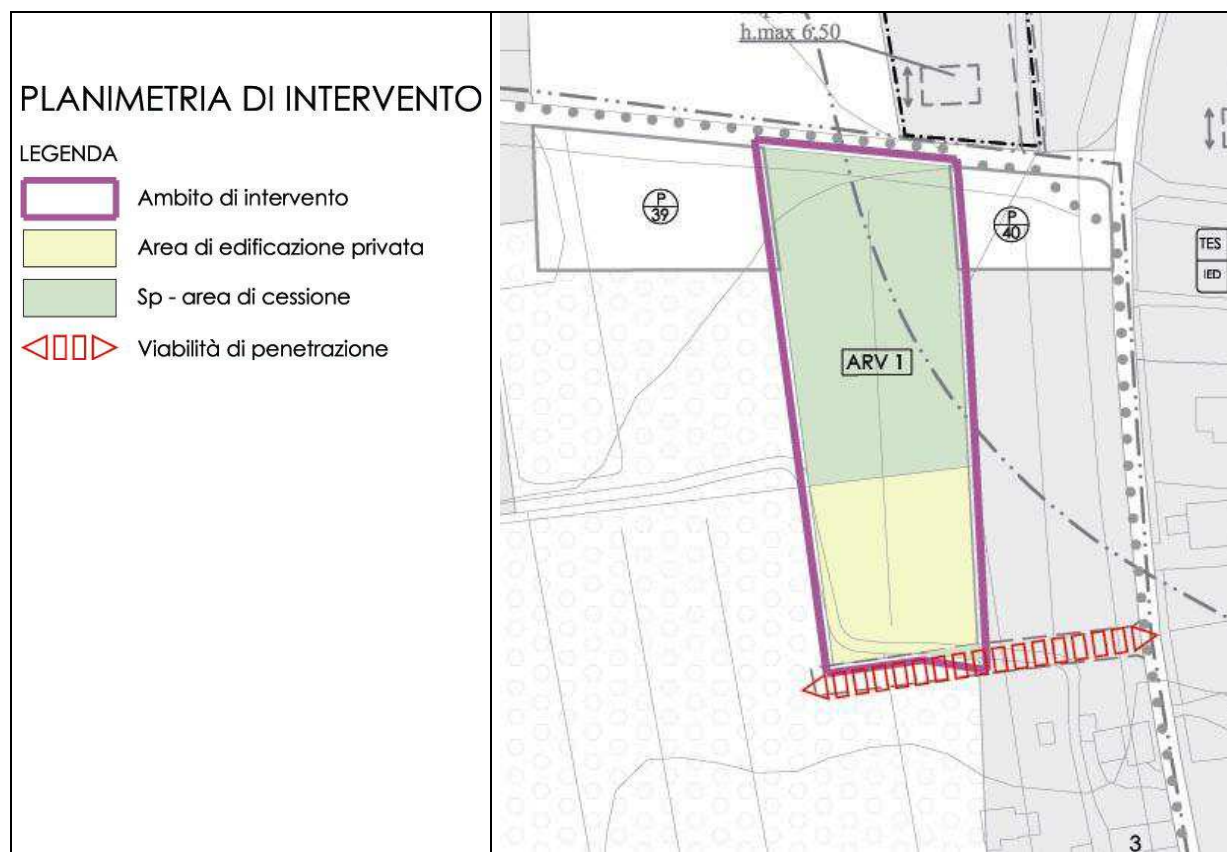 PLANIMETRIA DI INTERVENTO
LEGENDA
Ambito di intervento
Area di edificazione privata
Sp - area di cessione
Viabilità di penetrazione
h.max 6,50
P
39
P
40
TES
IED
ARV 1
3